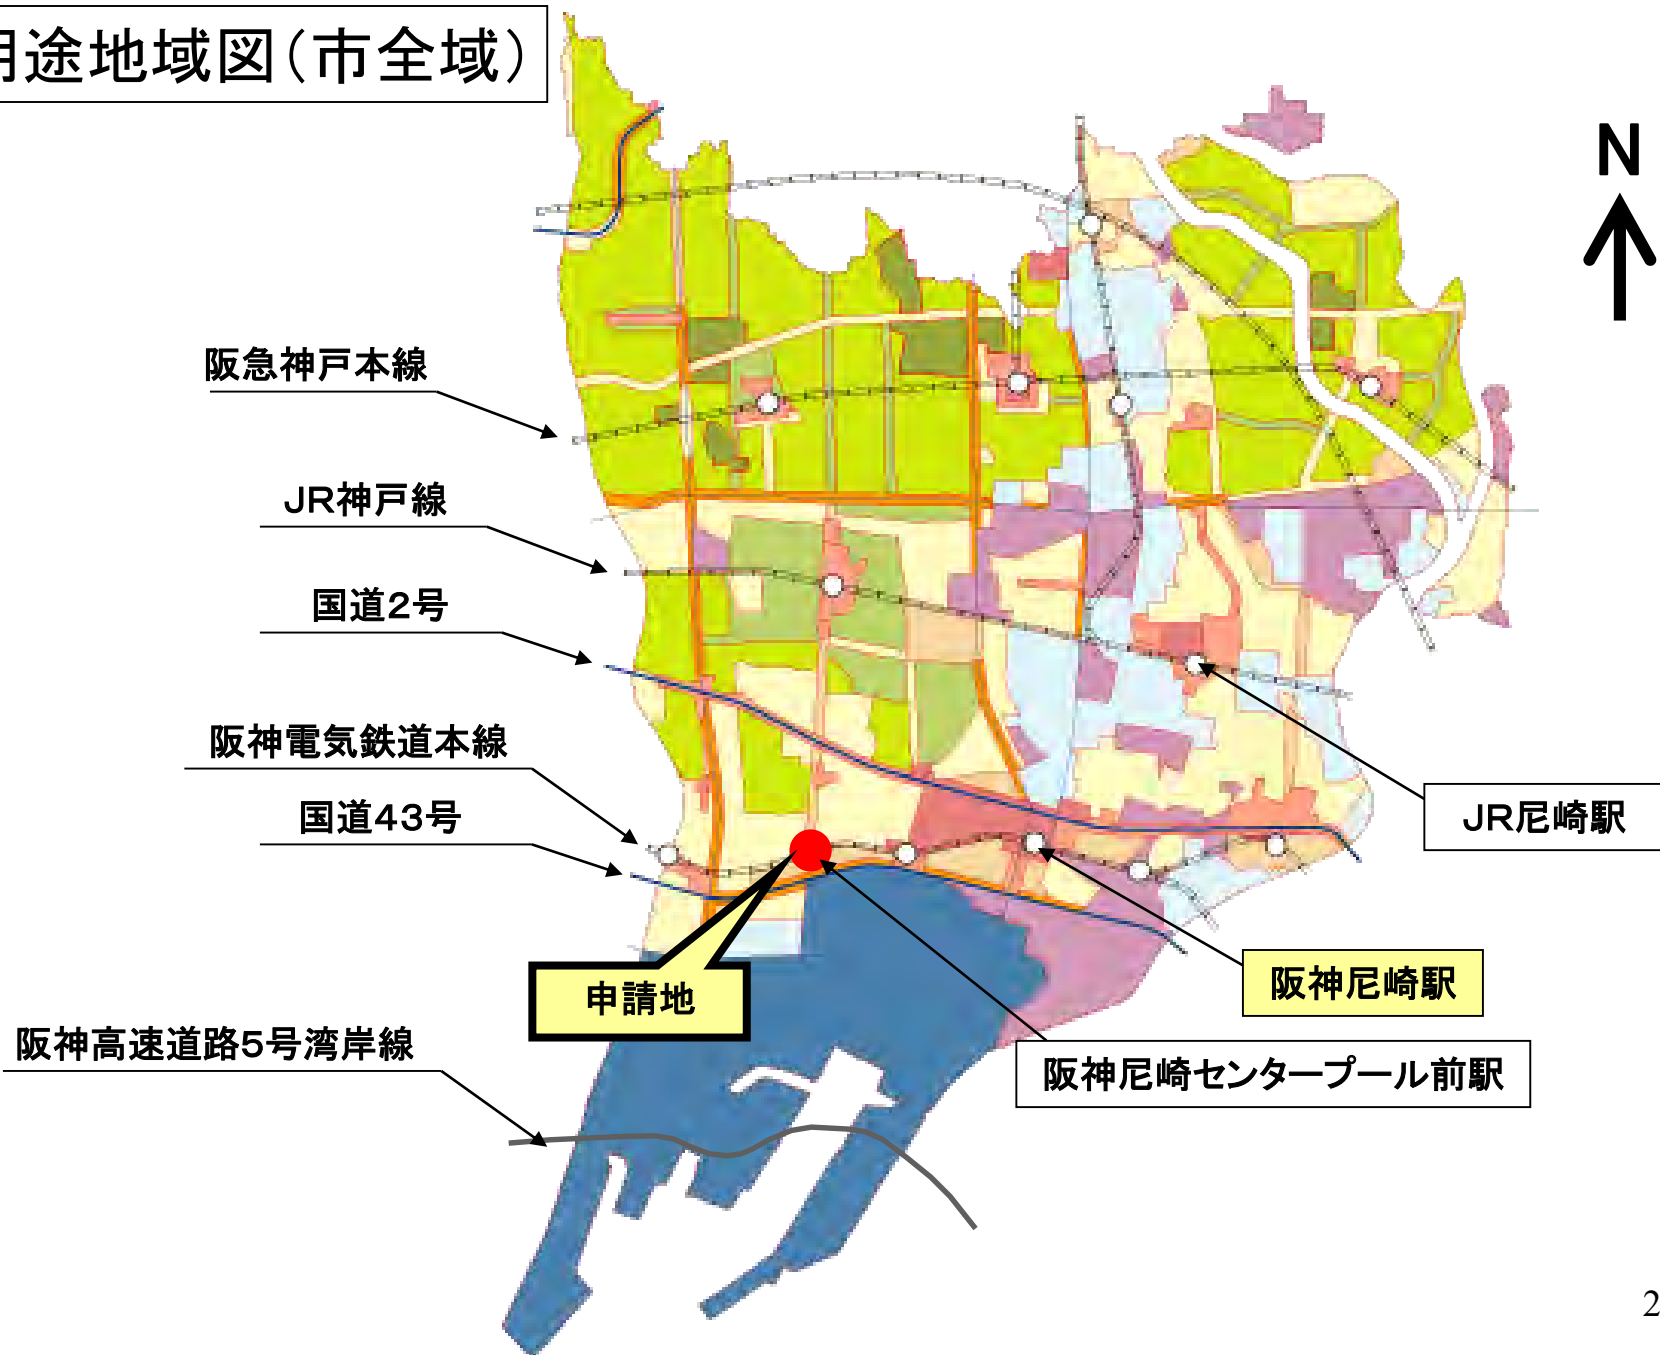 用途地域図(市全域)
N
阪急神戸本線
JR神戸線
国道2号
阪神電気鉄道本線
国道43号
JR尼崎駅
申請地
阪神尼崎駅
阪神高速道路5号湾岸線
阪神尼崎センタープール前駅
2